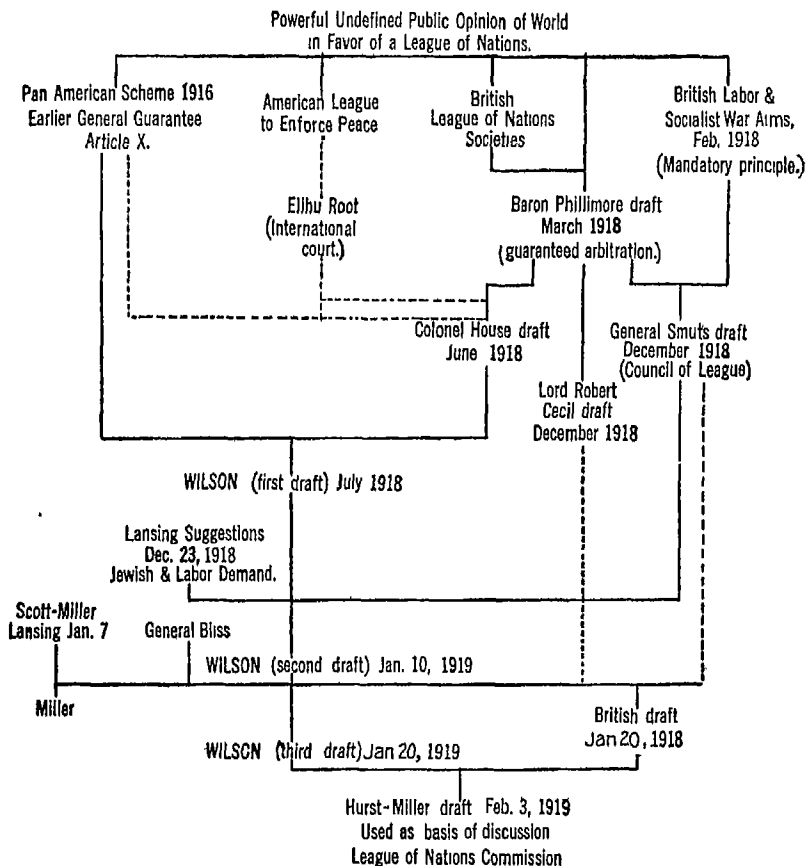 Powerful Undefined Public Opinion of World
in Favor of a League of Nations.
Pan American Scheme 1916
Earlier General Guarantee
Article X.
American League
to Enforce Peace
British
League of Nations
Societies
British Labor &
Socialist War Aims,
Feb. 1918
(Mandatory principle.)
Elihu Root
(International
court.)
Baron Phillimore draft
March 1918
(guaranteed arbitration.)
Colonel House draft
June 1918
General Smuts draft
December 1918
(Council of League)
Lord Robert
Cecil draft
December 1918
WILSON (first draft) July 1918
Lansing Suggestions
Dec. 23, 1918
Jewish & Labor Demand.
Scott-Miller
Lansing Jan. 7
General Bliss
WILSON (second draft) Jan. 10, 1919
Miller
British draft
Jan 20, 1918
WILSON (third draft) Jan 20, 1919
Hurst-Miller draft Feb. 3, 1919
Used as basis of discussion
League of Nations Commission